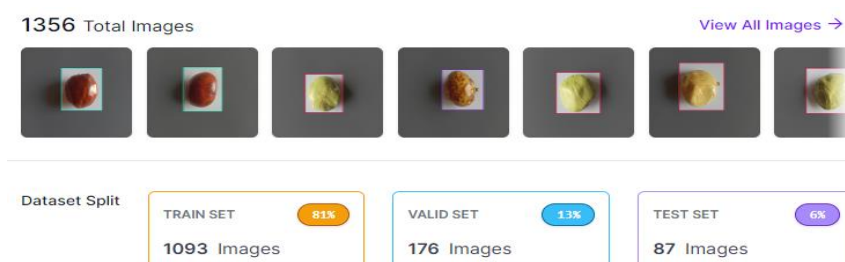 1356 Total Images
View All Images →
Dataset Split
TRAIN SET 81%
1093 Images
VALID SET 13%
176 Images
TEST SET 6%
87 Images